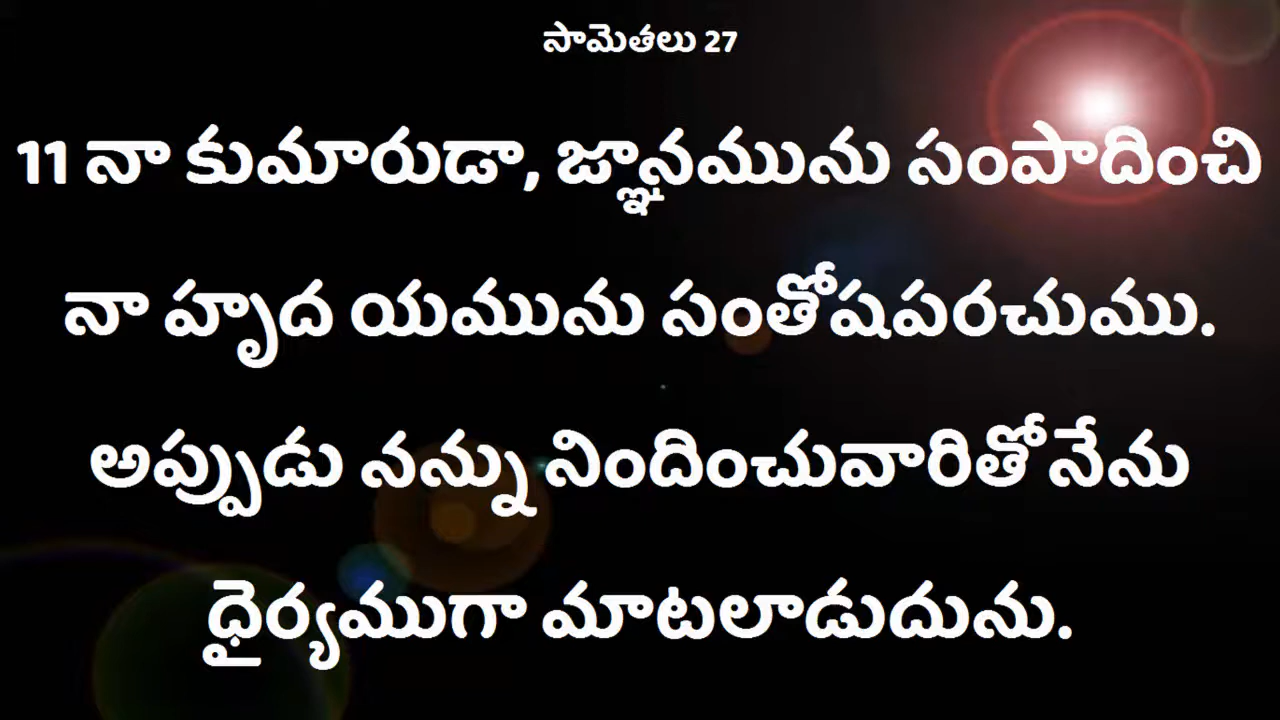 సామెతలు 27
11 నా కుమారుడా, జ్ఞానమును సంపాదించి
నా హృద యమును సంతోషపరచుము.
అప్పుడు నన్ను నిందించువారితోనేను
ధైర్యముగా మాటలాడుదును.